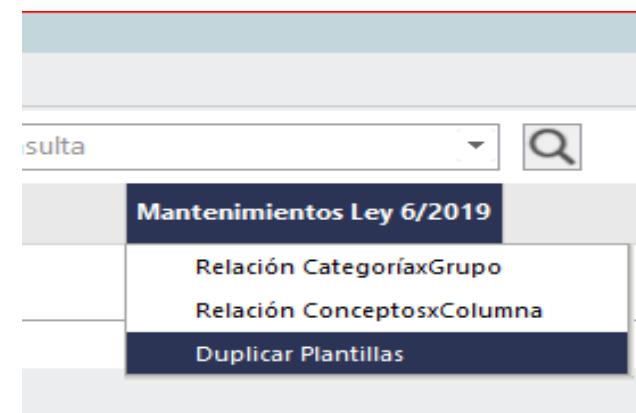 sulta
Mantenimientos Ley 6/2019
Relación CategoríaxGrupo
Relación ConceptosxColumna
Duplicar Plantillas